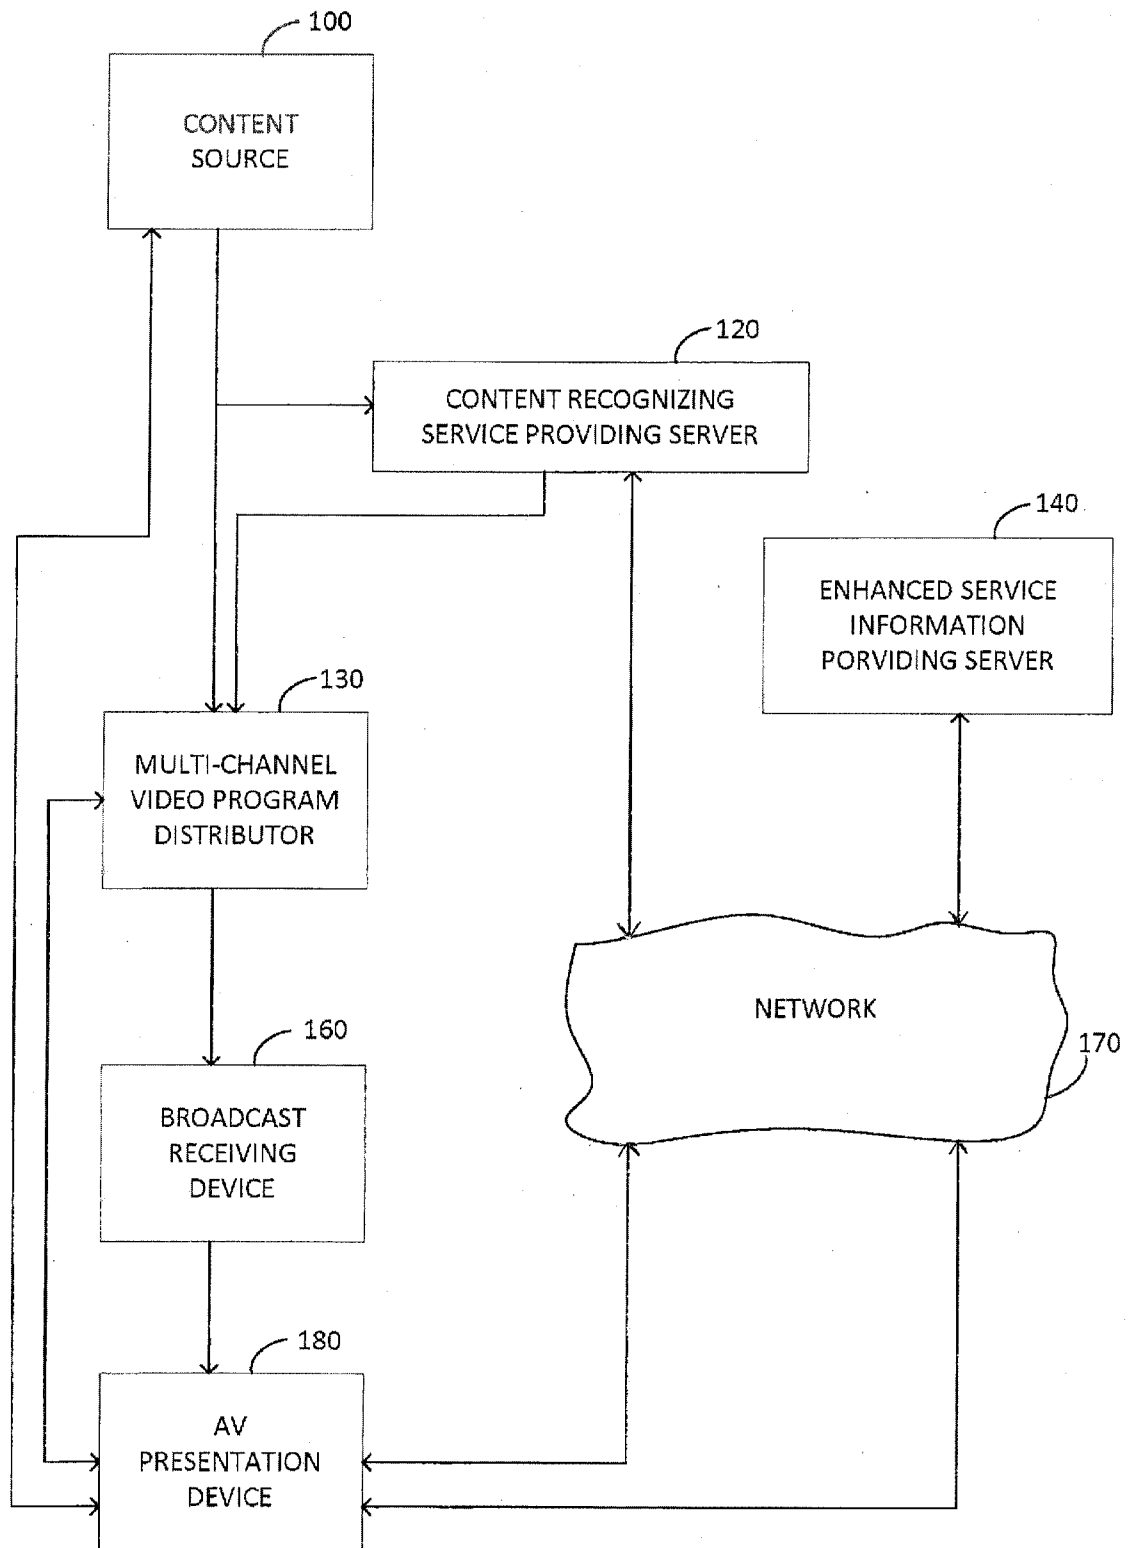 100
CONTENT
SOURCE
120
CONTENT RECOGNIZING
SERVICE PROVIDING SERVER
140
ENHANCED SERVICE
INFORMATION
PORVIDING SERVER
130
MULTI-CHANNEL
VIDEO PROGRAM
DISTRIBUTOR
NETWORK
170
160
BROADCAST
RECEIVING
DEVICE
180
AV
PRESENTATION
DEVICE